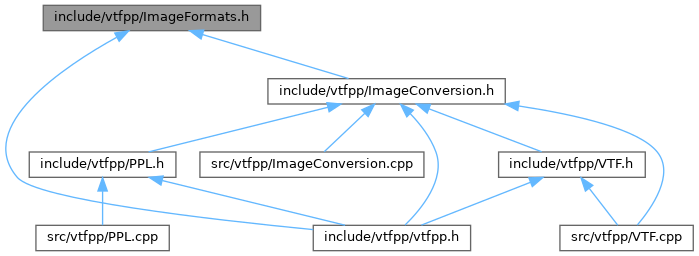 include/vtfpp/ImageFormats.h
include/vtfpp/ImageConversion.h
include/vtfpp/PPL.h
src/vtfpp/ImageConversion.cpp
include/vtfpp/VTF.h
src/vtfpp/PPL.cpp
include/vtfpp/vtfpp.h
src/vtfpp/VTF.cpp